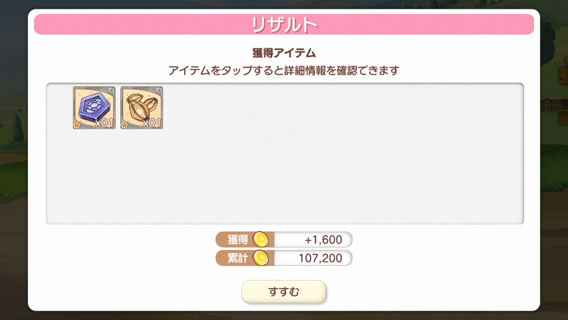 リザルト
獲得アイテム
アイテムをタップすると詳細情報を確認できます
x01 x01
獲得 +1,600
累計 107,200
すすむ